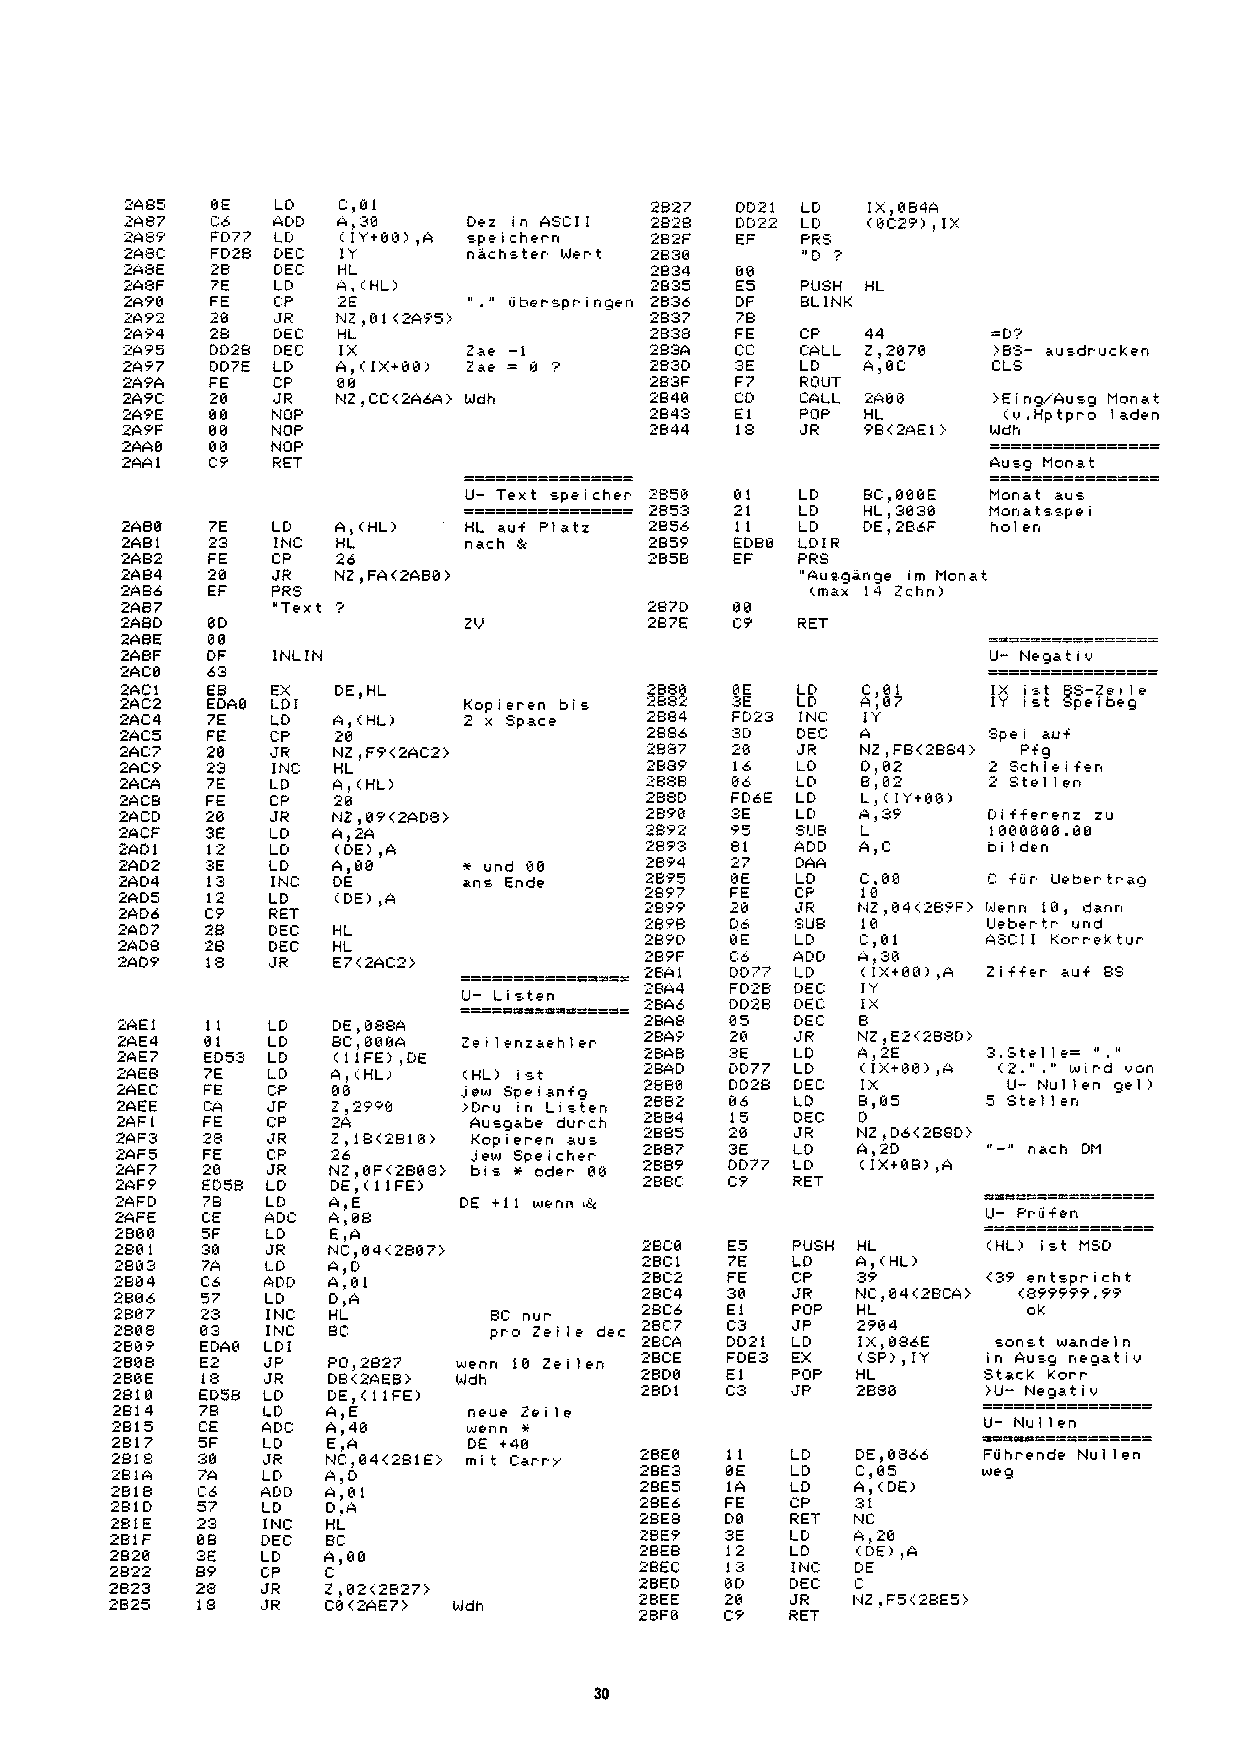 2A85 0E LD C,01
2A87 C6 ADD A,30 Dez in ASCII
2A89 FD77 LD (IY+00),A speichern
2A8C FD2B DEC IY nächster Wert
2A8E 2B DEC HL
2A8F 7E LD A,(HL)
2A90 FE CP 2E "." überspringen
2A92 20 JR NZ,01<2A95>
2A94 2B DEC HL
2A95 DD2B DEC IX Zae -1
2A97 DD7E LD A,(IX+00) Zae = 0 ?
2A9A FE CP 00
2A9C 20 JR NZ,CC<2A6A> Wdh
2A9E 00 NOP
2A9F 00 NOP
2AA0 00 NOP
2AA1 C9 RET
================
U- Text speicher
================
2AB0 7E LD A,(HL) HL auf Platz
2AB1 23 INC HL nach &
2AB2 FE CP 26
2AB4 20 JR NZ,FA<2AB0>
2AB6 EF PRS
2AB7 "Text ?
2ABD 0D ZV
2ABE 00
2ABF DF INLIN
2AC0 63
2AC1 EB EX DE,HL
2AC2 EDA0 LDI Kopieren bis
2AC4 7E LD A,(HL) 2 x Space
2AC5 FE CP 20
2AC7 20 JR NZ,F9<2AC2>
2AC9 23 INC HL
2ACA 7E LD A,(HL)
2ACB FE CP 20
2ACD 20 JR NZ,09<2AD8>
2ACF 3E LD A,2A
2AD1 12 LD (DE),A
2AD2 3E LD A,00 * und 00
2AD4 13 INC DE ans Ende
2AD5 12 LD (DE),A
2AD6 C9 RET
2AD7 2B DEC HL
2AD8 2B DEC HL
2AD9 18 JR E7<2AC2>
================
U- Listen
================
2AE1 11 LD DE,088A
2AE4 01 LD BC,000A Zeilenzaehler
2AE7 ED53 LD (11FE),DE
2AEB 7E LD A,(HL) (HL) ist
2AEC FE CP 00 jew Speianfg
2AEE CA JP Z,2990 >Dru in Listen
2AF1 FE CP 2A Ausgabe durch
2AF3 28 JR Z,1B<2B10> Kopieren aus
2AF5 FE CP 26 jew Speicher
2AF7 20 JR NZ,0F<2B08> bis * oder 00
2AF9 ED5B LD DE,(11FE)
2AFD 7B LD A,E DE +11 wenn &
2AFE CE ADC A,0B
2B00 5F LD E,A
2B01 30 JR NC,04<2B07>
2B03 7A LD A,D
2B04 C6 ADD A,01
2B06 57 LD D,A
2B07 23 INC HL BC nur
2B08 03 INC BC pro Zeile dec
2B09 EDA0 LDI
2B0B E2 JP PO,2B27 wenn 10 Zeilen
2B0E 18 JR DB<2AEB> Wdh
2B10 ED5B LD DE,(11FE)
2B14 7B LD A,E neue Zeile
2B15 CE ADC A,40 wenn *
2B17 5F LD E,A DE +40
2B18 30 JR NC,04<2B1E> mit Carry
2B1A 7A LD A,D
2B1B C6 ADD A,01
2B1D 57 LD D,A
2B1E 23 INC HL
2B1F 0B DEC BC
2B20 3E LD A,00
2B22 B9 CP C
2B23 28 JR Z,02<2B27>
2B25 18 JR C0<2AE7> Wdh
2B27 DD21 LD IX,0B4A
2B2B DD22 LD (0C29),IX
2B2F EF PRS
2B30 "D ?
2B34 00
2B35 E5 PUSH HL
2B36 DF BLINK
2B37 7B
2B38 FE CP 44 =D?
2B3A CC CALL Z,2070 >BS- ausdrucken
2B3D 3E LD A,0C CLS
2B3F F7 ROUT
2B40 CD CALL 2A00 >Eing/Ausg Monat
2B43 E1 POP HL (v.Hptpro laden
2B44 18 JR 9B<2AE1> Wdh
================
Ausg Monat
================
2B50 01 LD BC,000E Monat aus
2B53 21 LD HL,3030 Monatsspei
2B56 11 LD DE,2B6F holen
2B59 EDB0 LDIR
2B5B EF PRS
"Ausgänge im Monat
(max 14 Zchn)
2B7D 00
2B7E C9 RET
================
U- Negativ
================
2B80 0E LD C,01 IX ist BS-Zeile
2B82 3E LD A,07 IY ist Speibeg
2B84 FD23 INC IY
2B86 3D DEC A Spei auf
2B87 20 JR NZ,FB<2B84> Pfg
2B89 16 LD D,02 2 Schleifen
2B8B 06 LD B,02 2 Stellen
2B8D FD6E LD L,(IY+00)
2B90 3E LD A,39 Differenz zu
2B92 95 SUB L 1000000.00
2B93 81 ADD A,C bilden
2B94 27 DAA
2B95 0E LD C,00 C für Uebertrag
2B97 FE CP 10
2B99 20 JR NZ,04<2B9F> Wenn 10, dann
2B9B D6 SUB 10 Uebertr und
2B9D 0E LD C,01 ASCII Korrektur
2B9F C6 ADD A,30
2BA1 DD77 LD (IX+00),A Ziffer auf BS
2BA4 FD2B DEC IY
2BA6 DD2B DEC IX
2BA8 05 DEC B
2BA9 20 JR NZ,E2<2B8D>
2BAB 3E LD A,2E 3.Stelle= "."
2BAD DD77 LD (IX+00),A (2."." wird von
2BB0 DD2B DEC IX U- Nullen gel)
2BB2 06 LD B,05 5 Stellen
2BB4 15 DEC D
2BB5 20 JR NZ,D6<2B8D>
2BB7 3E LD A,2D "-" nach DM
2BB9 DD77 LD (IX+0B),A
2BBC C9 RET
================
U- Prüfen
================
2BC0 E5 PUSH HL (HL) ist MSD
2BC1 7E LD A,(HL)
2BC2 FE CP 39 <39 entspricht
2BC4 30 JR NC,04<2BCA> <899999.99
2BC6 E1 POP HL ok
2BC7 C3 JP 2904
2BCA DD21 LD IX,086E sonst wandeln
2BCE FDE3 EX (SP),IY in Ausg negativ
2BD0 E1 POP HL Stack Korr
2BD1 C3 JP 2B80 >U- Negativ
================
U- Nullen
================
2BE0 11 LD DE,0866 Führende Nullen
2BE3 0E LD C,05 weg
2BE5 1A LD A,(DE)
2BE6 FE CP 31
2BE8 D0 RET NC
2BE9 3E LD A,20
2BEB 12 LD (DE),A
2BEC 13 INC DE
2BED 0D DEC C
2BEE 20 JR NZ,F5<2BE5>
2BF0 C9 RET
30